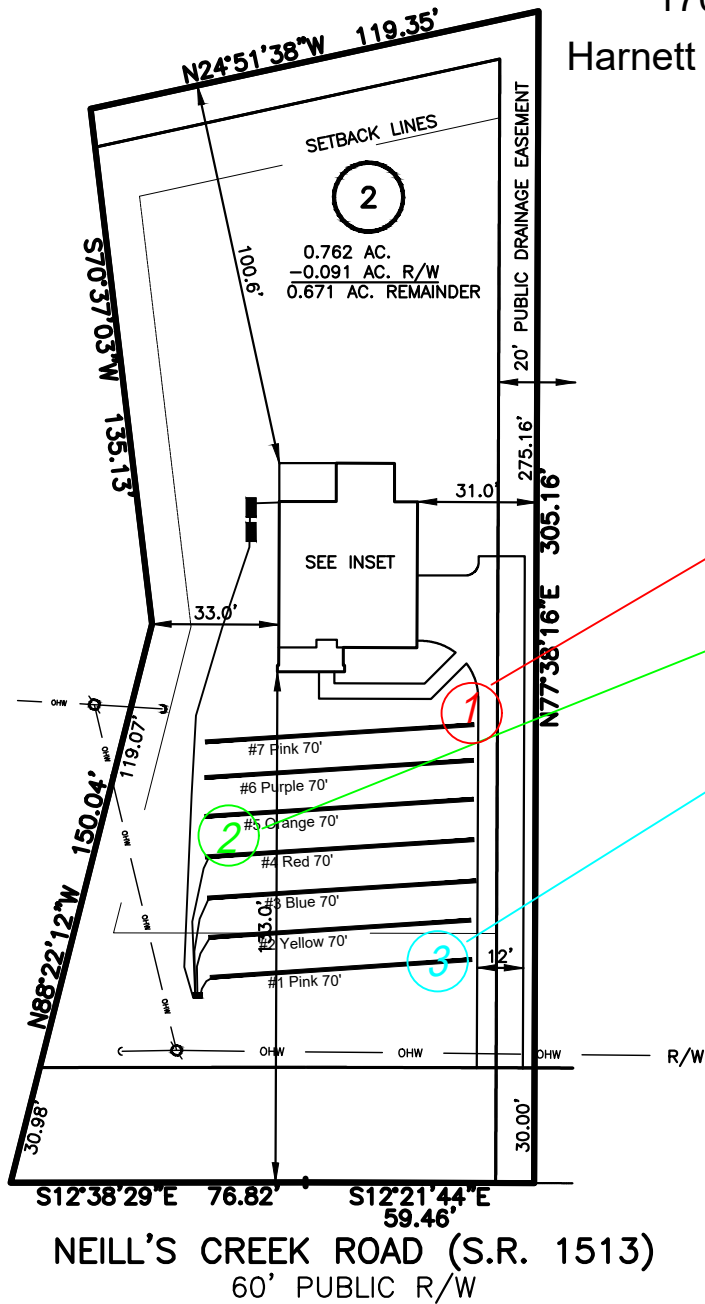 170
Harnett
N24°51'38"W 119.35'
SETBACK LINES
20' PUBLIC DRAINAGE EASEMENT
2
0.762 AC.
-0.091 AC. R/W
0.671 AC. REMAINDER
100.6'
S70°37'03"W 135.13'
275.16'
31.0'
N77°38'16"E 305.16'
SEE INSET
33.0'
OHW
119.07'
1
#7 Pink 70'
#6 Purple 70'
2
#5 Orange 70'
OHW
N88°22'12"W 150.04'
#4 Red 70'
#3 Blue 70'
#2 Yellow 70'
3
12'
#1 Pink 70'
OHW
OHW
OHW
OHW
R/W
30.98'
30.00'
S12°38'29"E 76.82'
S12°21'44"E
59.46'
NEILL'S CREEK ROAD (S.R. 1513)
60' PUBLIC R/W